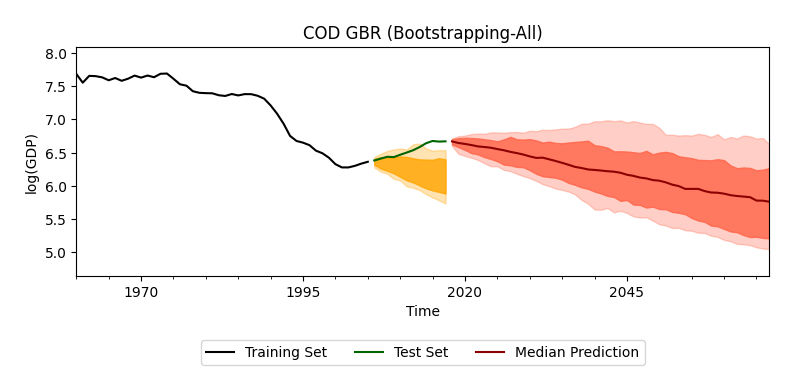 COD GBR (Bootstrapping-All)
8.0
7.5
7.0
6.5
6.0
5.5
5.0
log(GDP)
1970 1995 2020 2045
Time
Training Set Test Set Median Prediction